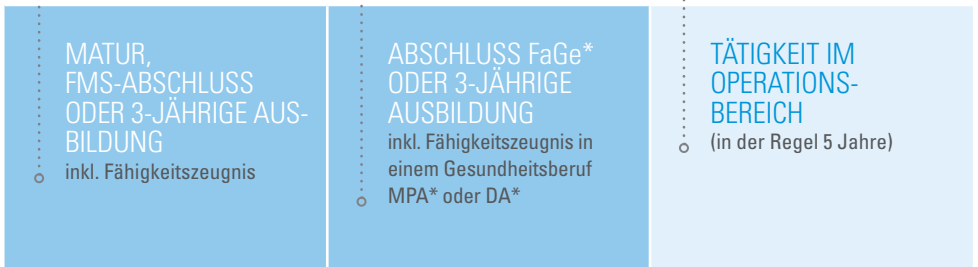 MATUR,
FMS-ABSCHLUSS
ODER 3-JÄHRIGE AUS-
BILDUNG
inkl. Fähigkeitszeugnis
ABSCHLUSS FaGe*
ODER 3-JÄHRIGE
AUSBILDUNG
inkl. Fähigkeitszeugnis in
einem Gesundheitsberuf
MPA* oder DA*
TÄTIGKEIT IM
OPERATIONS-
BEREICH
(in der Regel 5 Jahre)